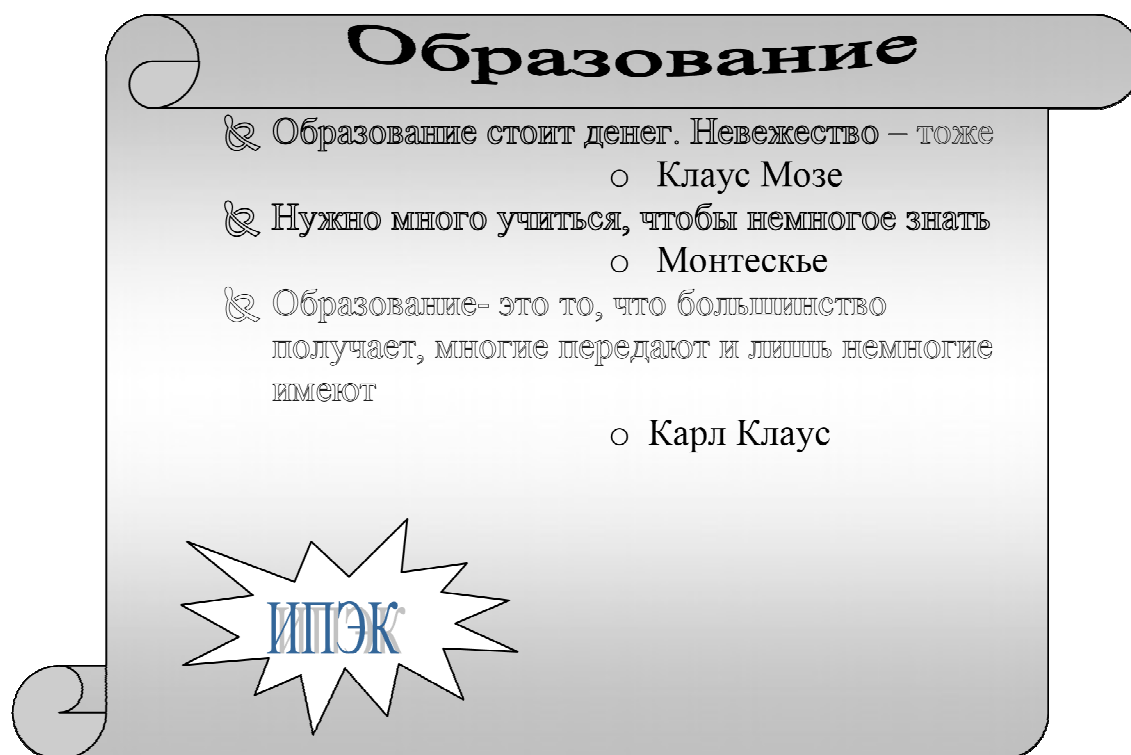 Образование
Образование стоит денег. Невежество – тоже
o Клаус Мозе
Нужно много учиться, чтобы немногое знать
o Монтескье
Образование- это то, что большинство
получает, многие передают и лишь немногие
имеют
o Карл Клаус
ИПЭК